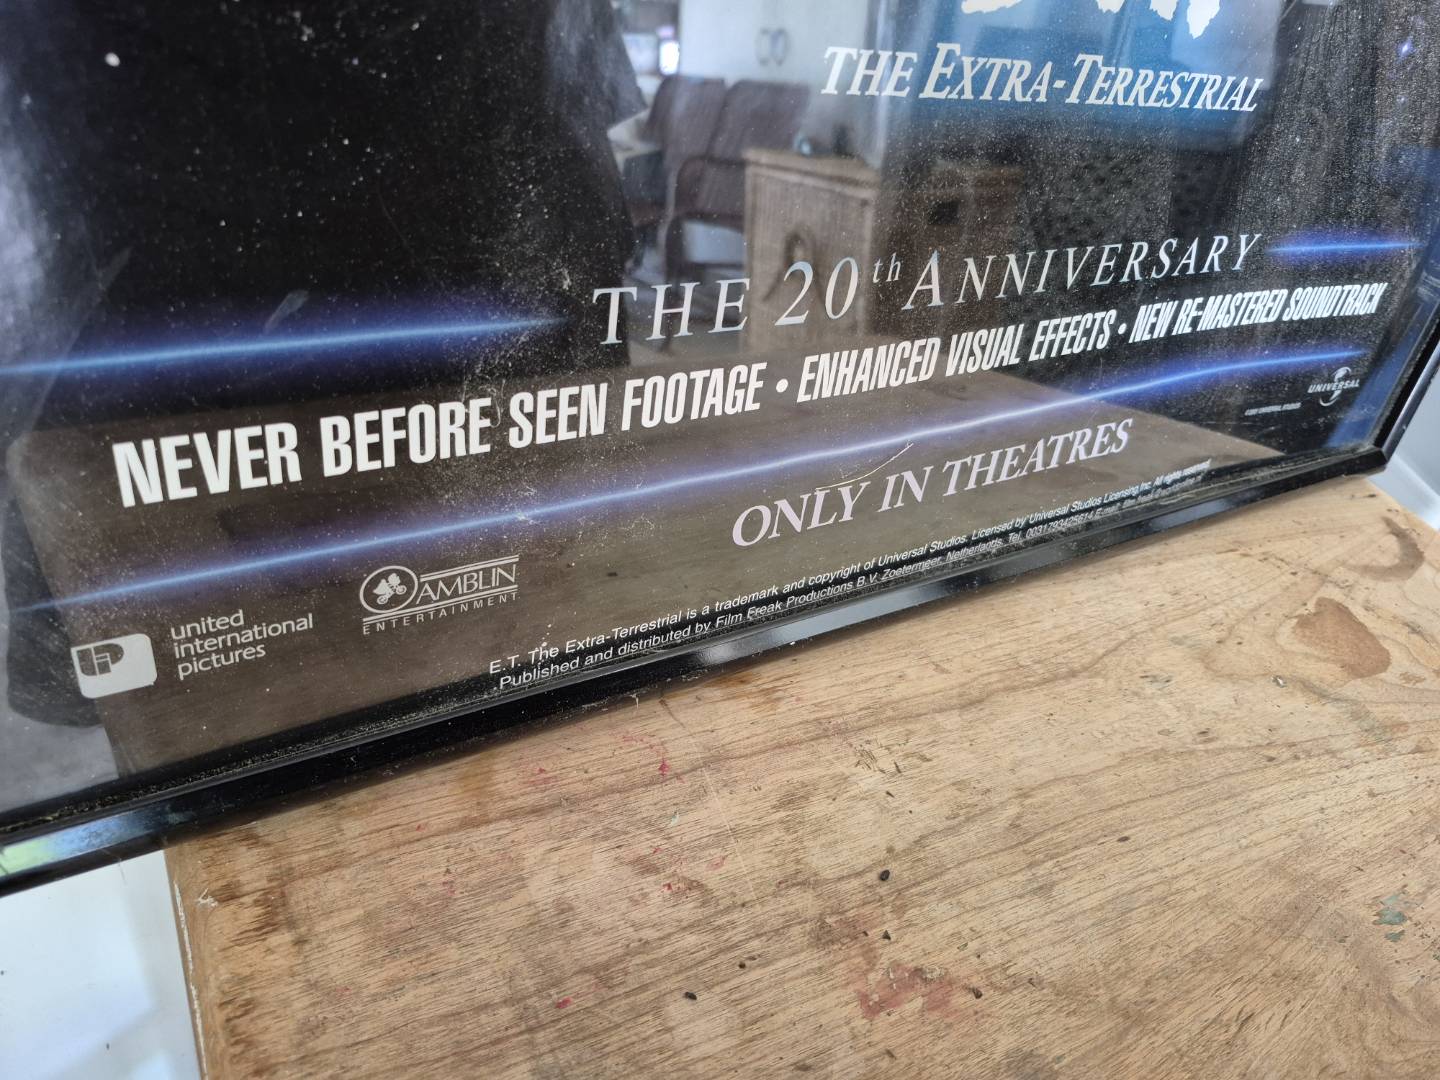 THE EXTRA-TERRESTRIAL
THE 20th ANNIVERSARY
NEVER BEFORE SEEN FOOTAGE • ENHANCED VISUAL EFFECTS • NEW RE-MASTERED SOUNDTRACK
UNIVERSAL
ONLY IN THEATRES
united
international
pictures
AMBLIN
ENTERTAINMENT
E.T. The Extra-Terrestrial is a trademark and copyright of Universal Studios. Licensed by Universal Studios Licensing Inc. All rights reserved.
Published and distributed by Film Freak Productions B.V. Zoetermeer, Netherlands. Tel.